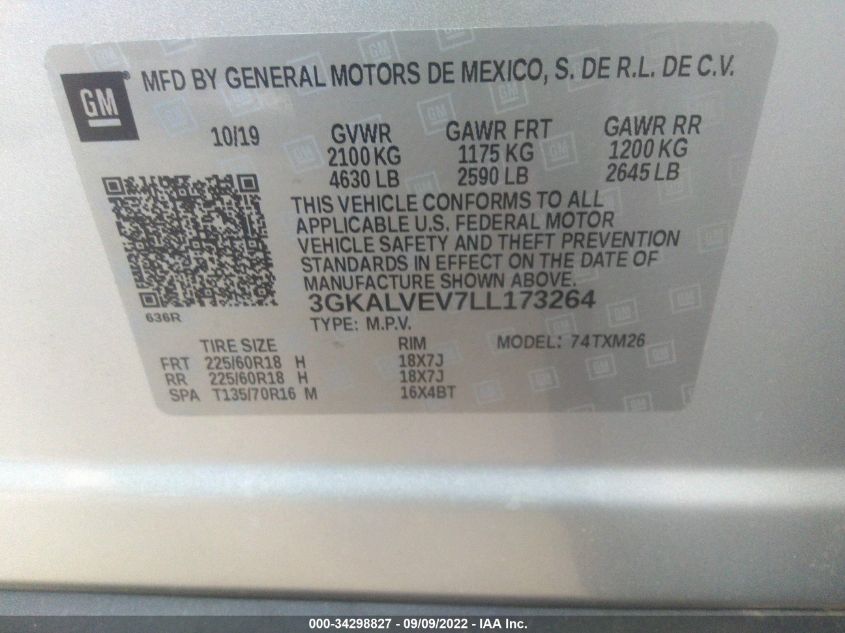 GM ® MFD BY GENERAL MOTORS DE MEXICO, S. DE R.L. DE C.V.
10/19 GVWR GAWR FRT GAWR RR
2100 KG 1175 KG 1200 KG
4630 LB 2590 LB 2645 LB
THIS VEHICLE CONFORMS TO ALL
APPLICABLE U.S. FEDERAL MOTOR
VEHICLE SAFETY AND THEFT PREVENTION
STANDARDS IN EFFECT ON THE DATE OF
MANUFACTURE SHOWN ABOVE.
3GKALVEV7LL173264
636R
TYPE: M.P.V.
TIRE SIZE RIM MODEL: 74TXM26
FRT 225/60R18 H 18X7J
RR 225/60R18 H 18X7J
SPA T135/70R16 M 16X4BT
000-34298827 - 09/09/2022 - IAA Inc.